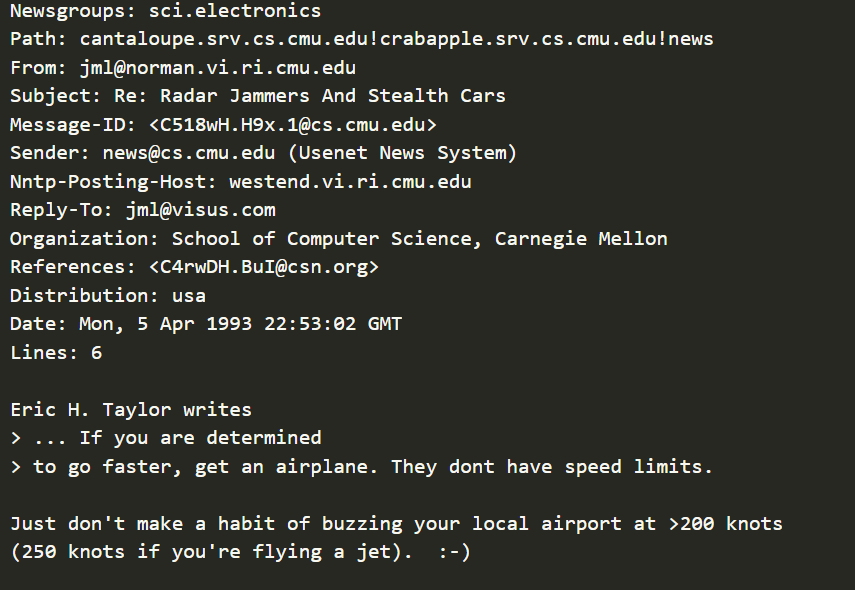 Newsgroups: sci.electronics
Path: cantaloupe.srv.cs.cmu.edu!crabapple.srv.cs.cmu.edu!news
From: jml@norman.vi.ri.cmu.edu
Subject: Re: Radar Jammers And Stealth Cars
Message-ID: <C518wH.H9x.1@cs.cmu.edu>
Sender: news@cs.cmu.edu (Usenet News System)
Nntp-Posting-Host: westend.vi.ri.cmu.edu
Reply-To: jml@visus.com
Organization: School of Computer Science, Carnegie Mellon
References: <C4rwDH.BuI@csn.org>
Distribution: usa
Date: Mon, 5 Apr 1993 22:53:02 GMT
Lines: 6

Eric H. Taylor writes
> ... If you are determined
> to go faster, get an airplane. They dont have speed limits.

Just don't make a habit of buzzing your local airport at >200 knots
(250 knots if you're flying a jet).  :-)